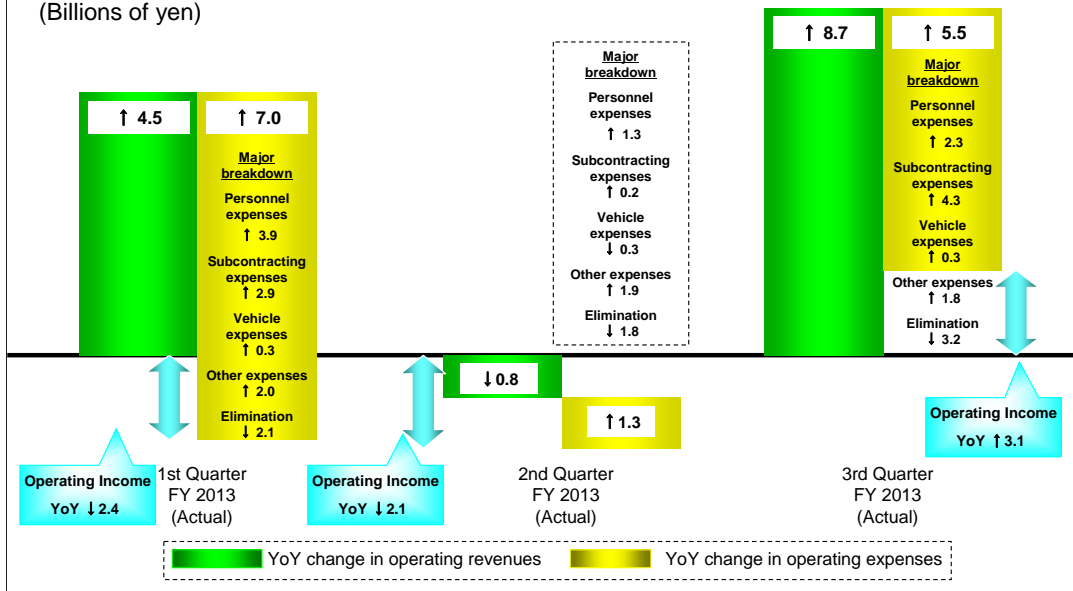 (Billions of yen)
↑ 4.5
↑ 7.0
Major
breakdown
Personnel
expenses
↑ 3.9
Subcontracting
expenses
↑ 2.9
Vehicle
expenses
↑ 0.3
Other expenses
↑ 2.0
Elimination
↓ 2.1
Operating Income
YoY ↓ 2.4
1st Quarter
FY 2013
(Actual)
Major
breakdown
Personnel
expenses
↑ 1.3
Subcontracting
expenses
↑ 0.2
Vehicle
expenses
↓ 0.3
Other expenses
↑ 1.9
Elimination
↓ 1.8
↓ 0.8
↑ 1.3
Operating Income
YoY ↓ 2.1
2nd Quarter
FY 2013
(Actual)
↑ 8.7
↑ 5.5
Major
breakdown
Personnel
expenses
↑ 2.3
Subcontracting
expenses
↑ 4.3
Vehicle
expenses
↑ 0.3
Other expenses
↑ 1.8
Elimination
↓ 3.2
Operating Income
YoY ↑ 3.1
3rd Quarter
FY 2013
(Actual)
YoY change in operating revenues
YoY change in operating expenses